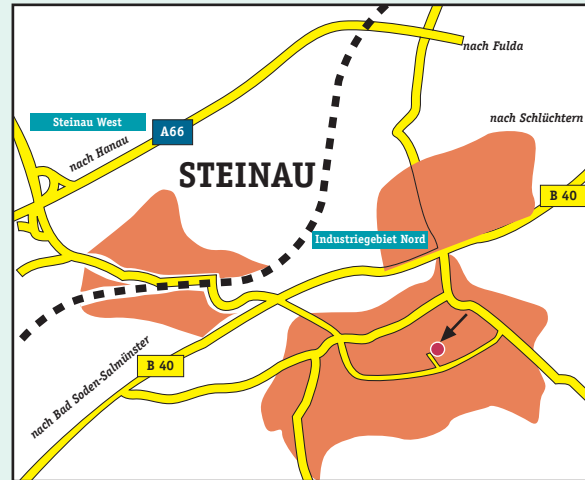 nach Fulda
Steinau West
A66
nach Schlüchtern
nach Hanau
STEINAU
B 40
Industriegebiet Nord
nach Bad Soden-Salmünster
B 40